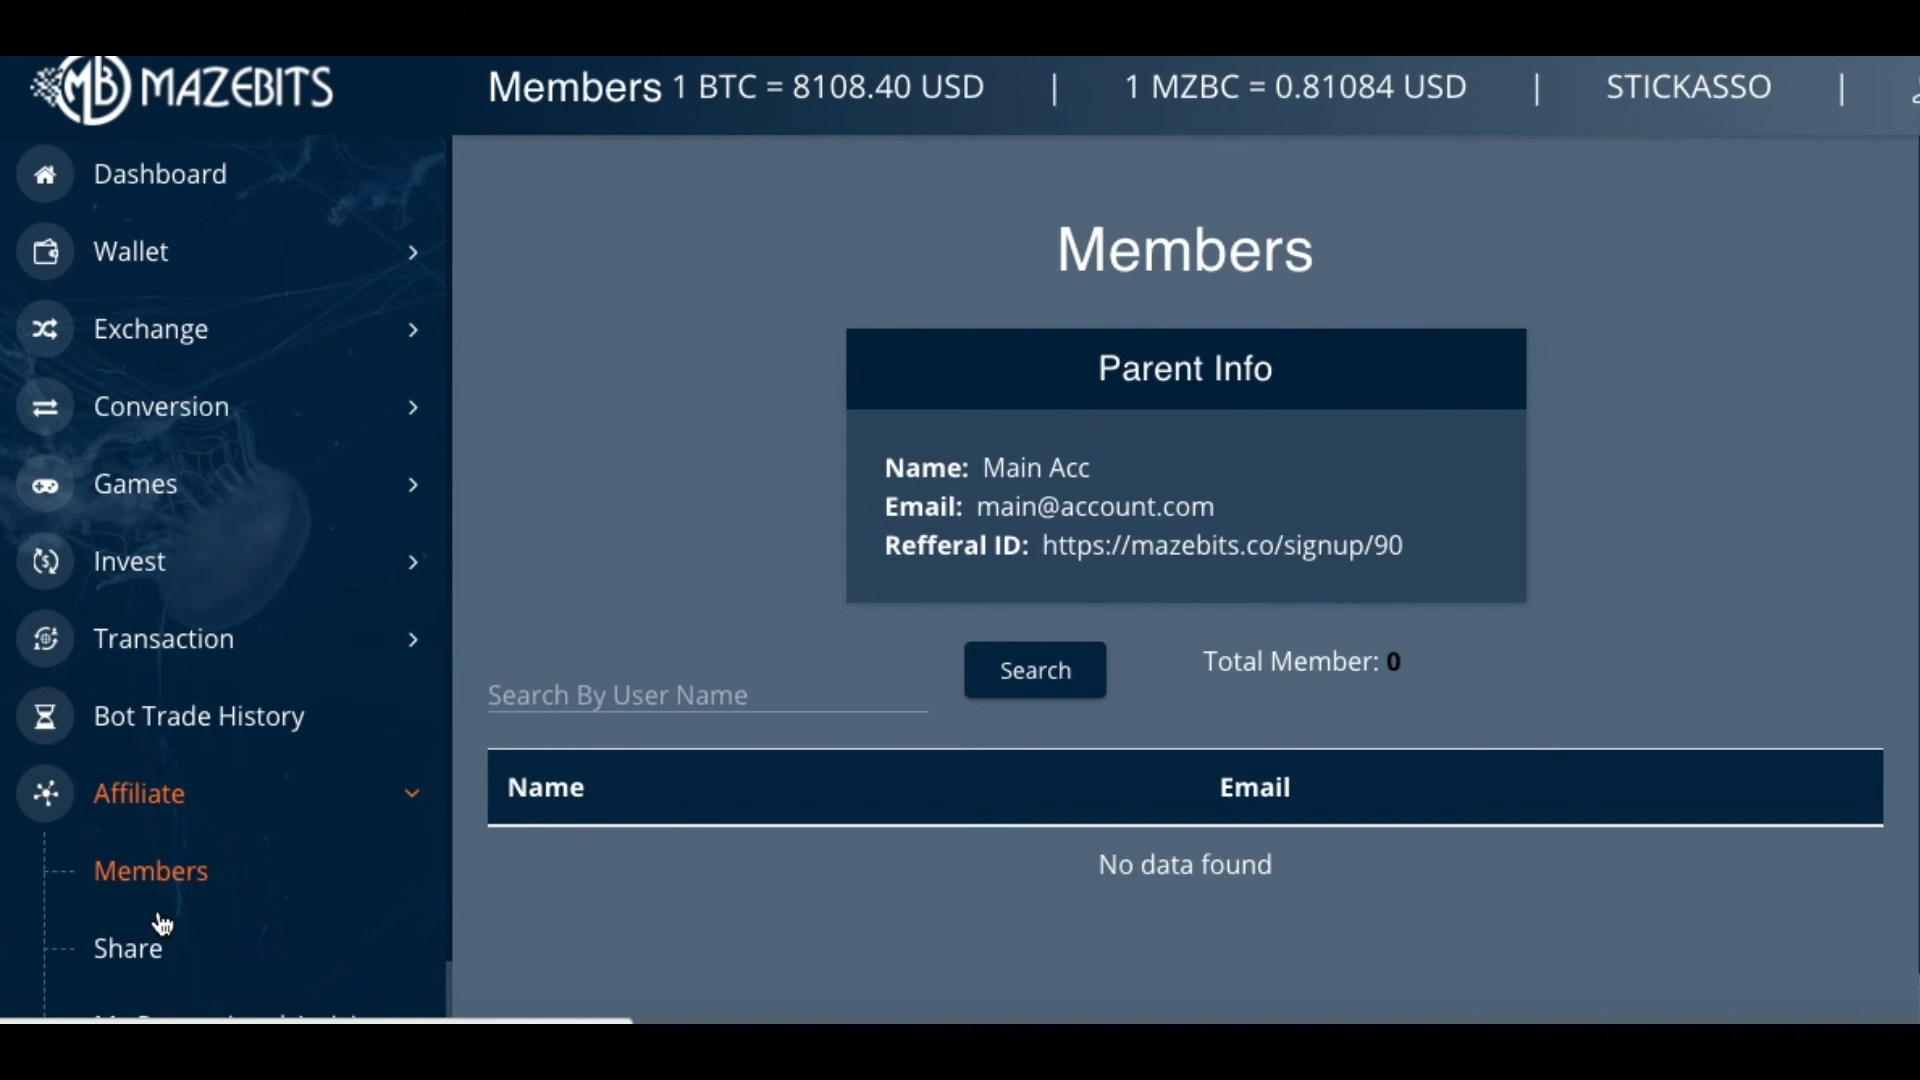 MB MAZEBITS
Members 1 BTC = 8108.40 USD | 1 MZBC = 0.81084 USD | STICKASSO |
Dashboard
Wallet
Exchange
Conversion
Games
Invest
Transaction
Bot Trade History
Affiliate
Members
Share
Members
Parent Info
Name: Main Acc
Email: main@account.com
Refferal ID: https://mazebits.co/signup/90
Search By User Name
Search
Total Member: 0
Name Email
No data found